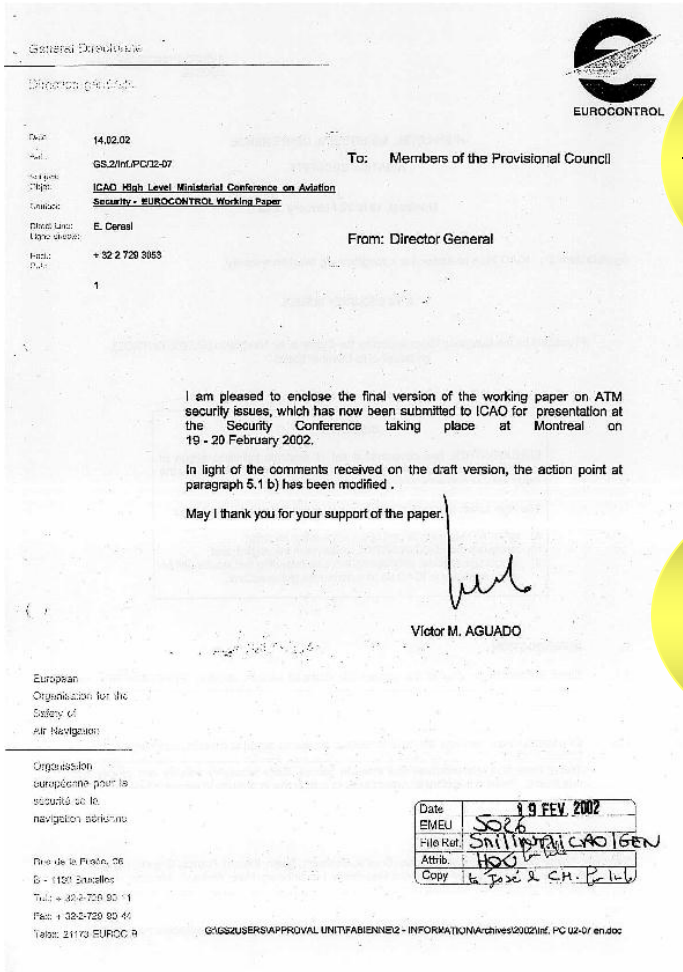 General Directorate
Direction générale
EUROCONTROL
14.02.02
GS.2/Inf./PC/02-07
ICAO High Level Ministerial Conference on Aviation
Security - EUROCONTROL Working Paper
E. Cerasi
+ 32 2 729 3053
1
To: Members of the Provisional Council
From: Director General
I am pleased to enclose the final version of the working paper on ATM
security issues, which has now been submitted to ICAO for presentation at
the Security Conference taking place at Montreal on
19 - 20 February 2002.
In light of the comments received on the draft version, the action point at
paragraph 5.1 b) has been modified .
May I thank you for your support of the paper.
Víctor M. AGUADO
European
Organisation for the
Safety of
Air Navigation
Organisation
européenne pour la
sécurité de la
navigation aérienne
Rue de la Fusée, 96
B - 1130 Bruxelles
Tél.: + 32-2-729 90 11
Fax: + 32-2-729 90 44
Telex: 21173 EUROC B
Date 19 FEV. 2002
EMEU 5026
File Ref.
Attrib.
Copy
G:\GS2USERS\APPROVAL UNIT\FABIENNE\2 - INFORMATION\Archives\2002\Inf. PC 02-07 en.doc